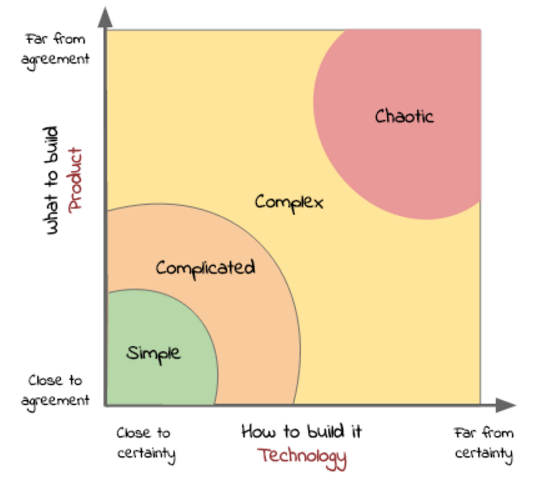 Far from
agreement
Chaotic
What to build
Product
Complex
Complicated
Simple
Close to
agreement
Close to
certainty
How to build it
Technology
Far from
certainty